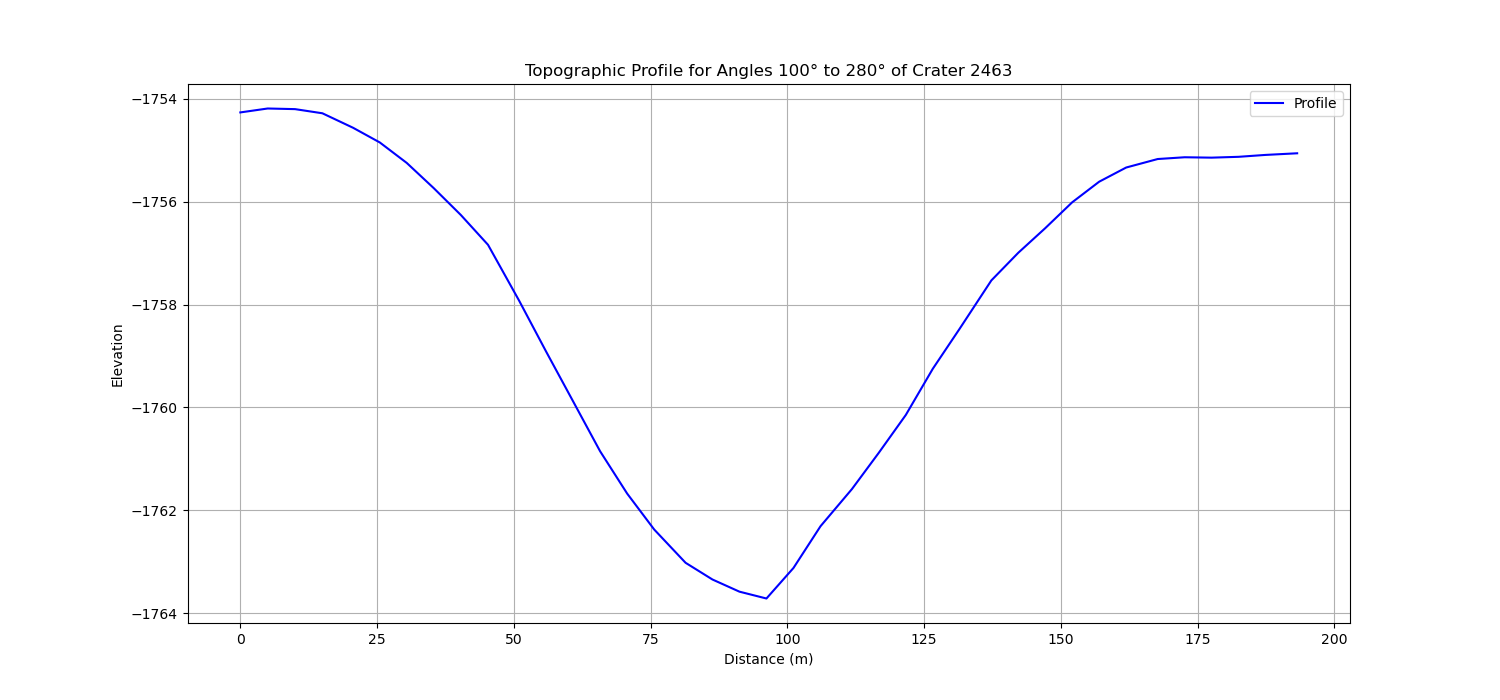 Topographic Profile for Angles 100° to 280° of Crater 2463
Profile
−1754
−1756
−1758
−1760
−1762
−1764
Elevation
0 25 50 75 100 125 150 175 200
Distance (m)